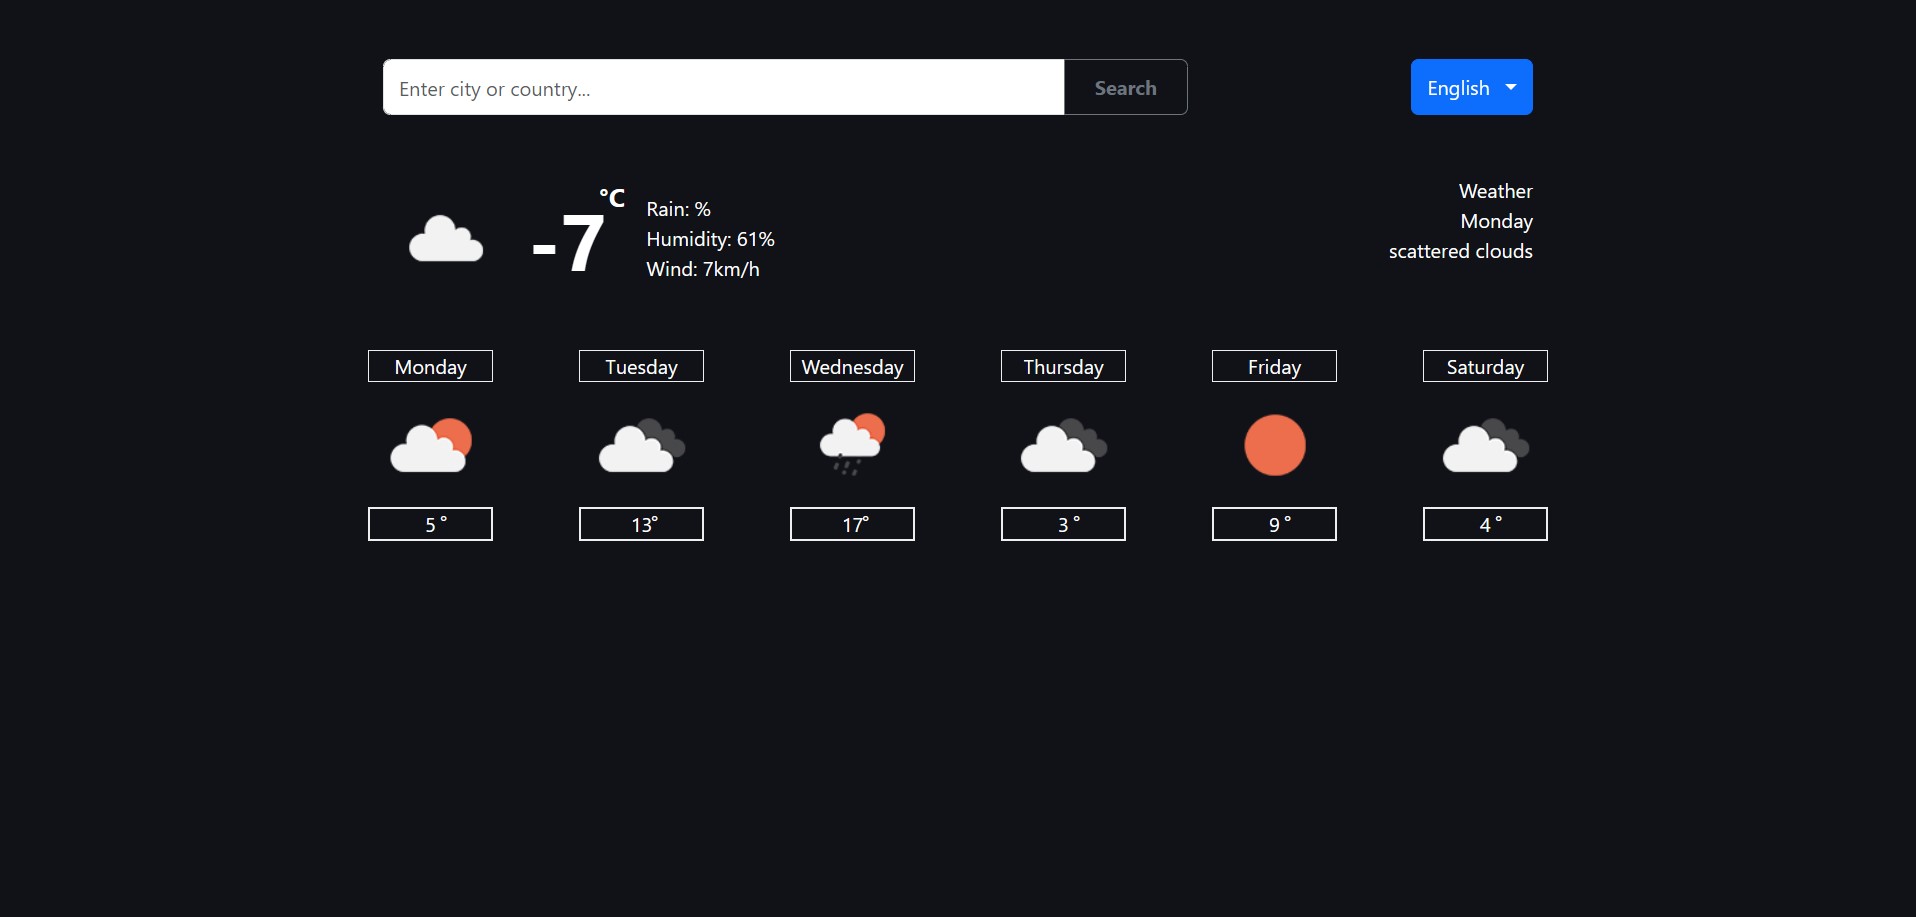 Enter city or country...
Search
English
-7
°C
Rain: %
Humidity: 61%
Wind: 7km/h
Weather
Monday
scattered clouds
Monday
Tuesday
Wednesday
Thursday
Friday
Saturday
5 °
13°
17°
3 °
9 °
4 °